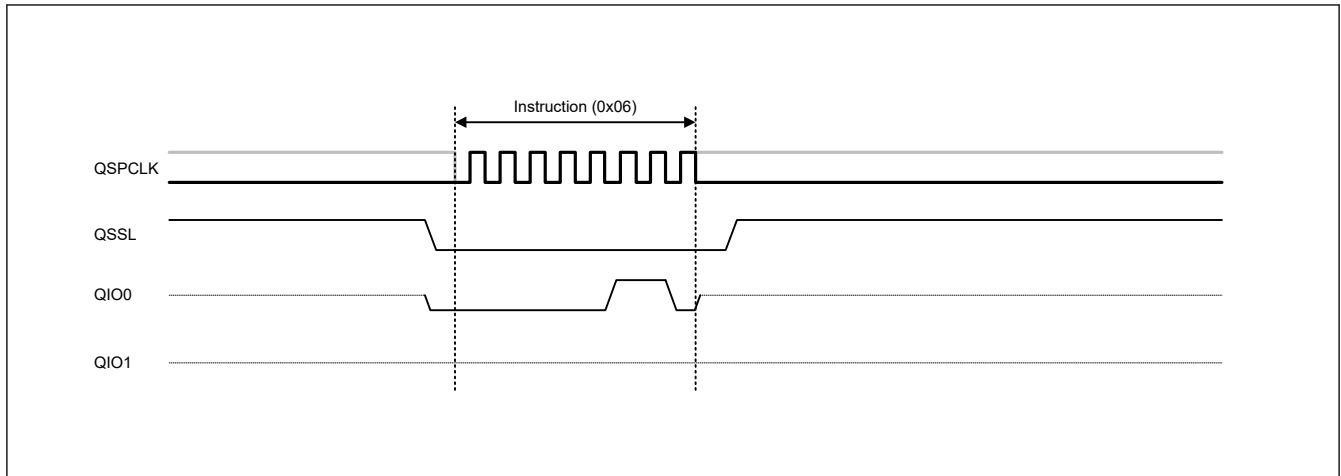 Instruction (0x06)
QSPCLK
QSSL
QIO0
QIO1